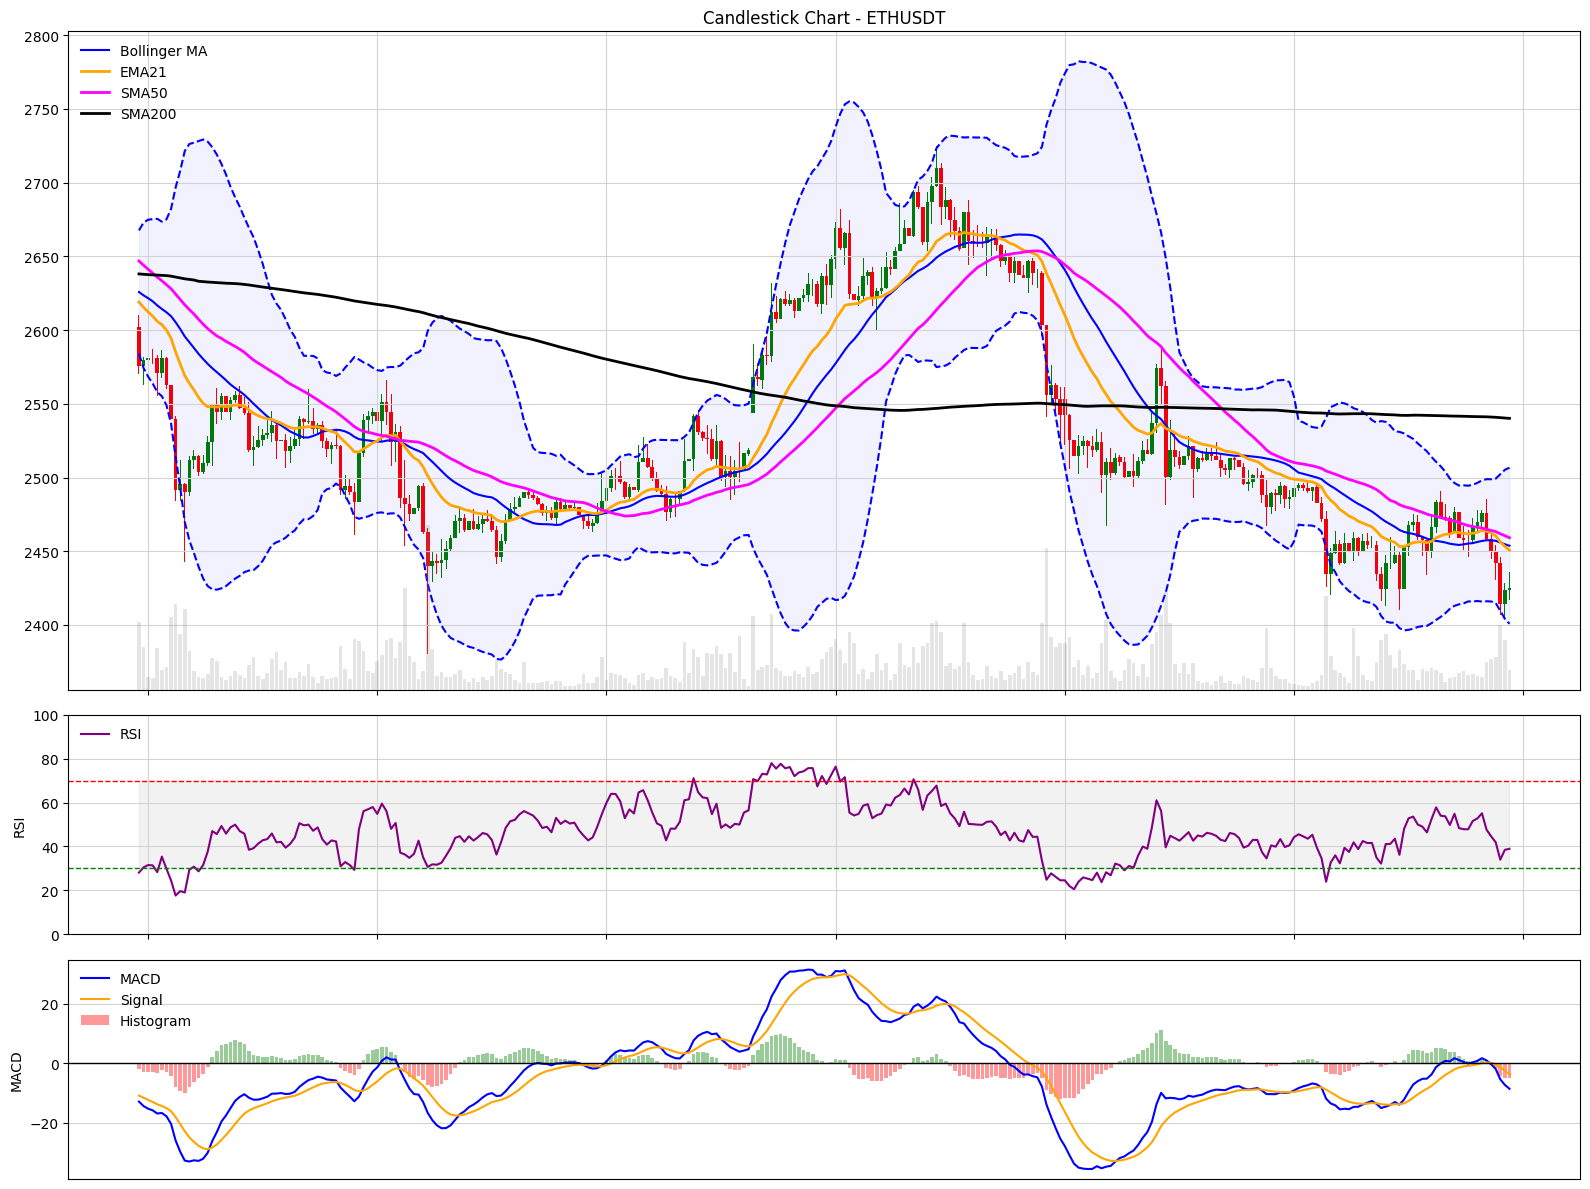 Candlestick Chart - ETHUSDT
2800
2750
2700
2650
2600
2550
2500
2450
2400
Bollinger MA
EMA21
SMA50
SMA200
100
80
60
40
20
0
RSI
RSI
20
0
−20
MACD
MACD
Signal
Histogram